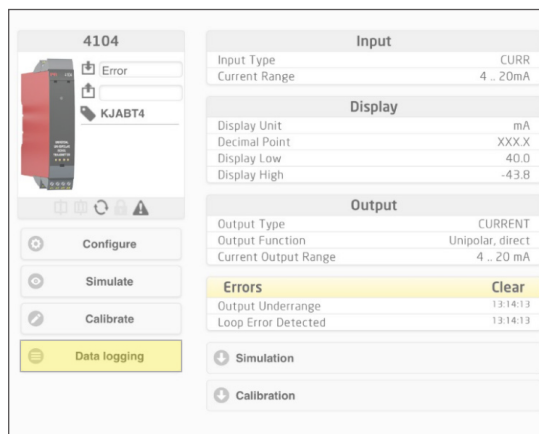 4104
Error
KJABT4
Configure
Simulate
Calibrate
Data logging
Input
Input Type CURR
Current Range 4 .. 20mA
Display
Display Unit mA
Decimal Point XXX.X
Display Low 40.0
Display High -43.8
Output
Output Type CURRENT
Output Function Unipolar, direct
Current Output Range 4 .. 20 mA
Errors Clear
Output Underrange 13:14:13
Loop Error Detected 13:14:13
Simulation
Calibration